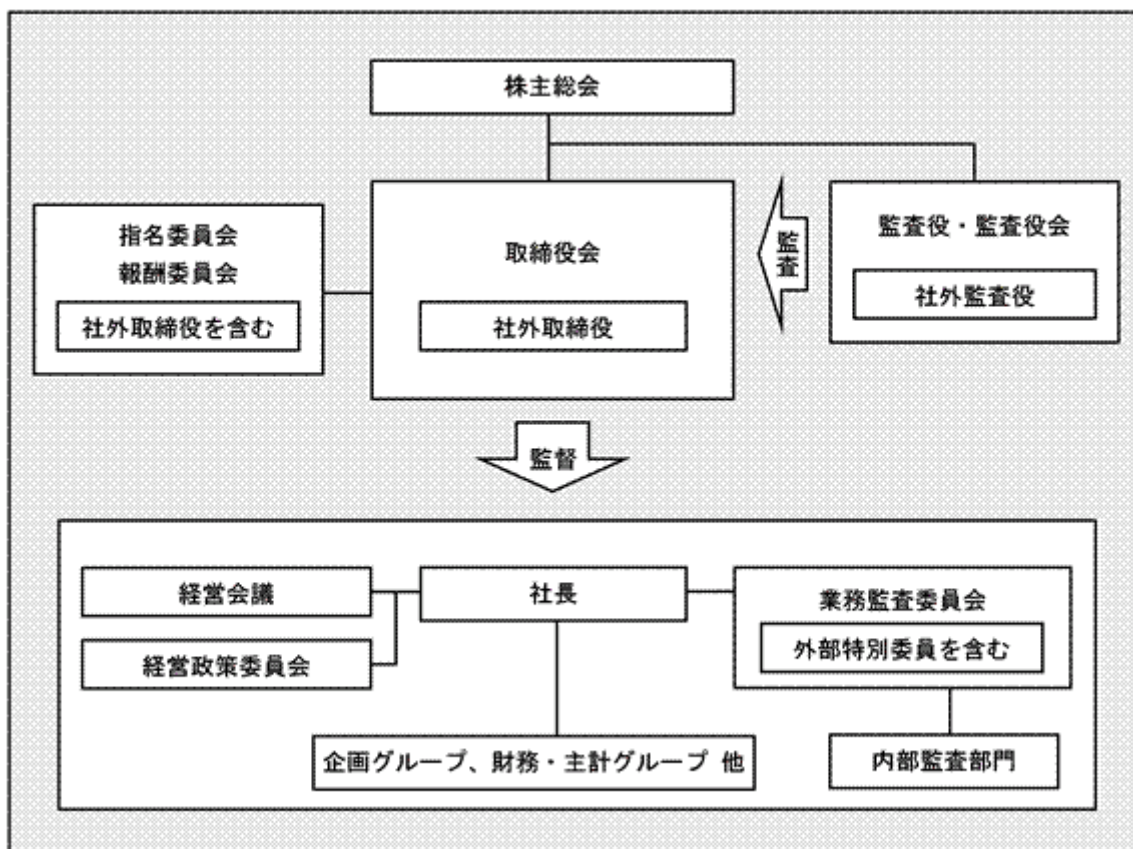 株主総会
指名委員会
報酬委員会
社外取締役を含む
取締役会
社外取締役
監査
監査役・監査役会
社外監査役
監督
経営会議
経営政策委員会
社長
業務監査委員会
外部特別委員を含む
企画グループ、財務・主計グループ 他
内部監査部門